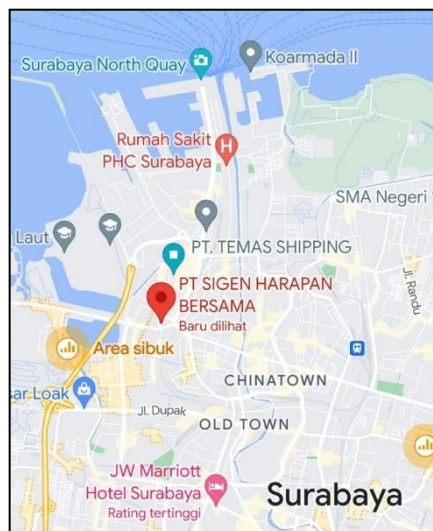 Surabaya North Quay
Koarmada II
Rumah Sakit
PHC Surabaya
SMA Negeri 1
Laut
PT. TEMAS SHIPPING
Jl. Randu
PT SIGEN HARAPAN
BERSAMA
Baru dilihat
Area sibuk
CHINATOWN
sar Loak
Jl. Dupak
OLD TOWN
JW Marriott
Hotel Surabaya
Rating tertinggi
Surabaya